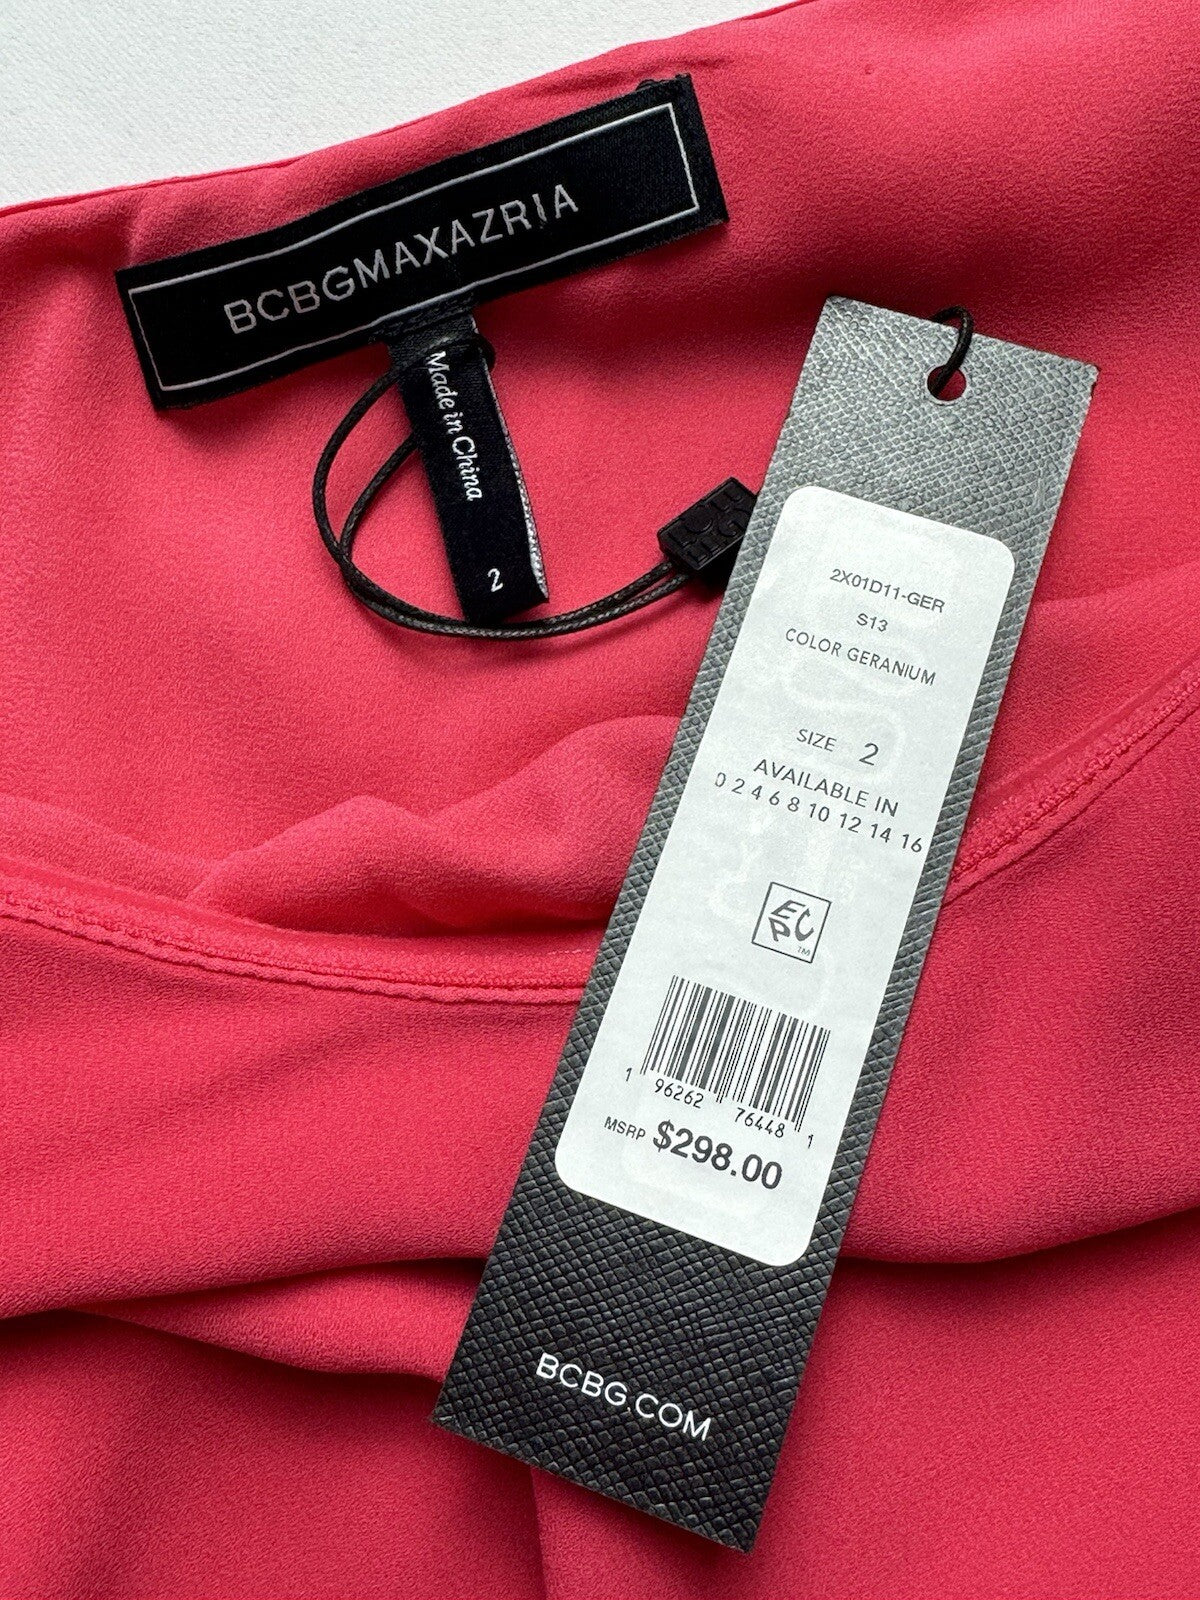 BCBGMAXAZRIA
Made in China
2
2X01D11-GER
S13
COLOR GERANIUM
SIZE 2
AVAILABLE IN
0 2 4 6 8 10 12 14 16
EPC™
1 96262 76448 1
MSRP $298.00
BCBG.COM